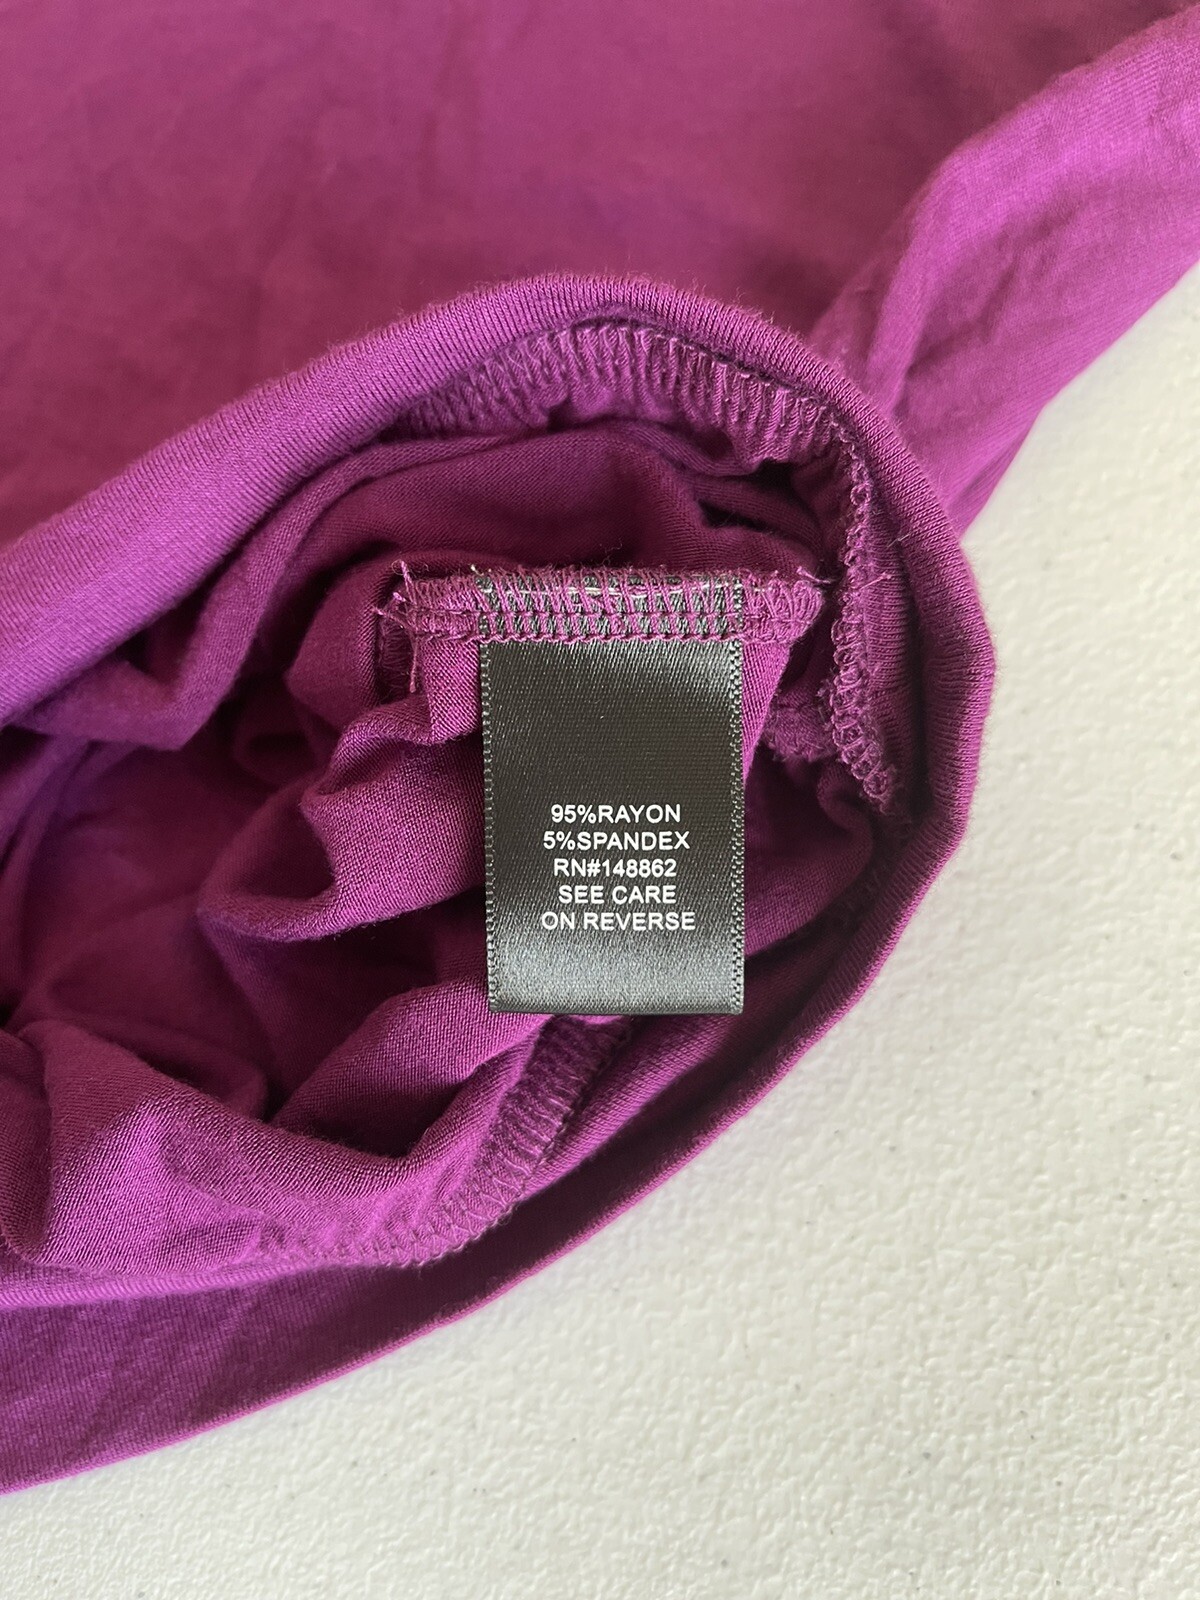 95%RAYON
5%SPANDEX
RN#148862
SEE CARE
ON REVERSE